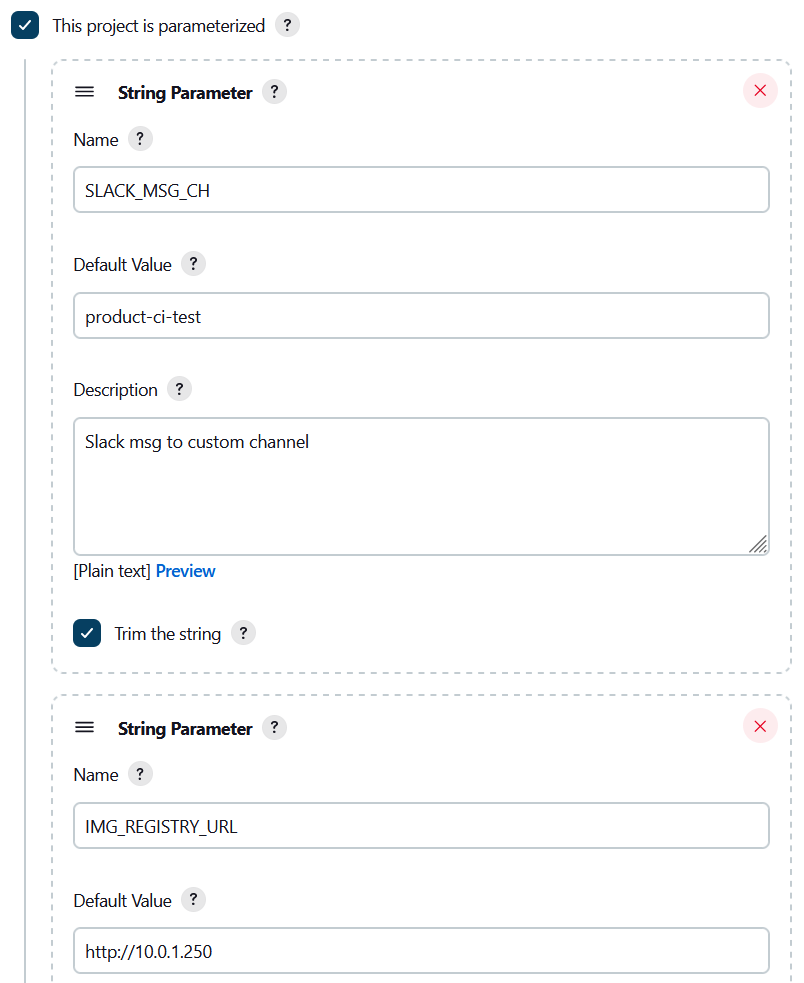 This project is parameterized ?
String Parameter ?
Name ?
SLACK_MSG_CH
Default Value ?
product-ci-test
Description ?
Slack msg to custom channel
[Plain text] Preview
Trim the string ?
String Parameter ?
Name ?
IMG_REGISTRY_URL
Default Value ?
http://10.0.1.250